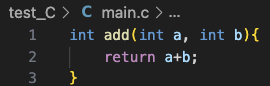 test_C > C main.c > ...
1 int add(int a, int b){
2     return a+b;
3 }